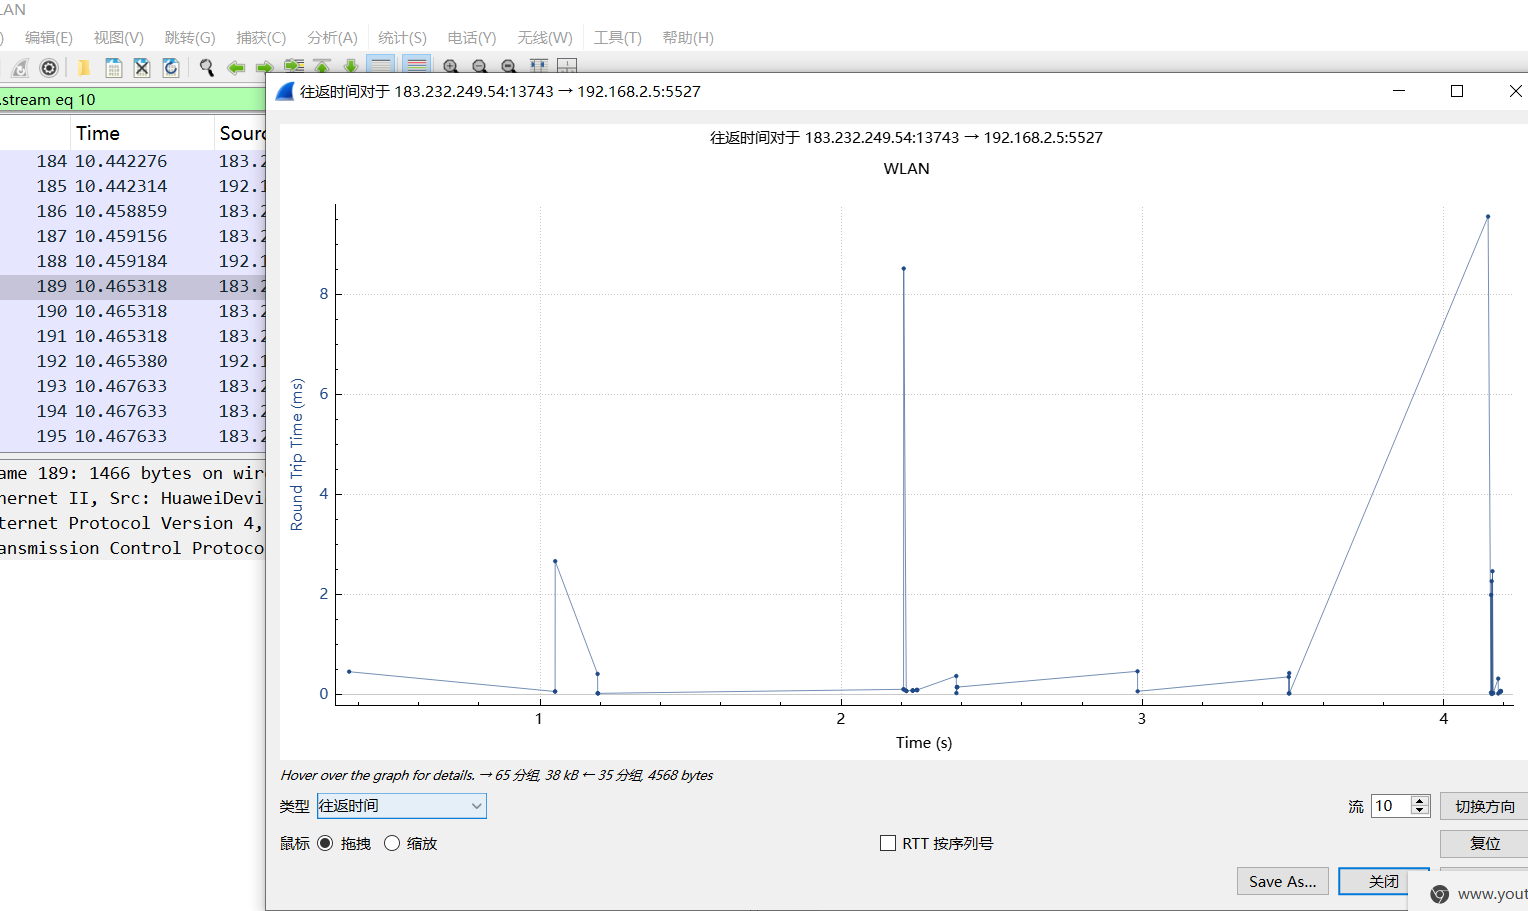 LAN
) 编辑(E) 视图(V) 跳转(G) 捕获(C) 分析(A) 统计(S) 电话(Y) 无线(W) 工具(T) 帮助(H)
.stream eq 10
往返时间对于 183.232.249.54:13743 → 192.168.2.5:5527
Time Sourc
184 10.442276 183.2
185 10.442314 192.1
186 10.458859 183.2
187 10.459156 183.2
188 10.459184 192.1
189 10.465318 183.2
190 10.465318 183.2
191 10.465318 183.2
192 10.465380 192.1
193 10.467633 183.2
194 10.467633 183.2
195 10.467633 183.2
ame 189: 1466 bytes on wir
hernet II, Src: HuaweiDevi
ternet Protocol Version 4,
ansmission Control Protoco
往返时间对于 183.232.249.54:13743 → 192.168.2.5:5527
WLAN
Round Trip Time (ms)
8
6
4
2
0
1 2 3 4
Time (s)
Hover over the graph for details. → 65 分组, 38 kB ← 35 分组, 4568 bytes
类型 往返时间 流 10 切换方向
鼠标 拖拽 缩放 RTT 按序列号 复位
Save As... 关闭
www.yout